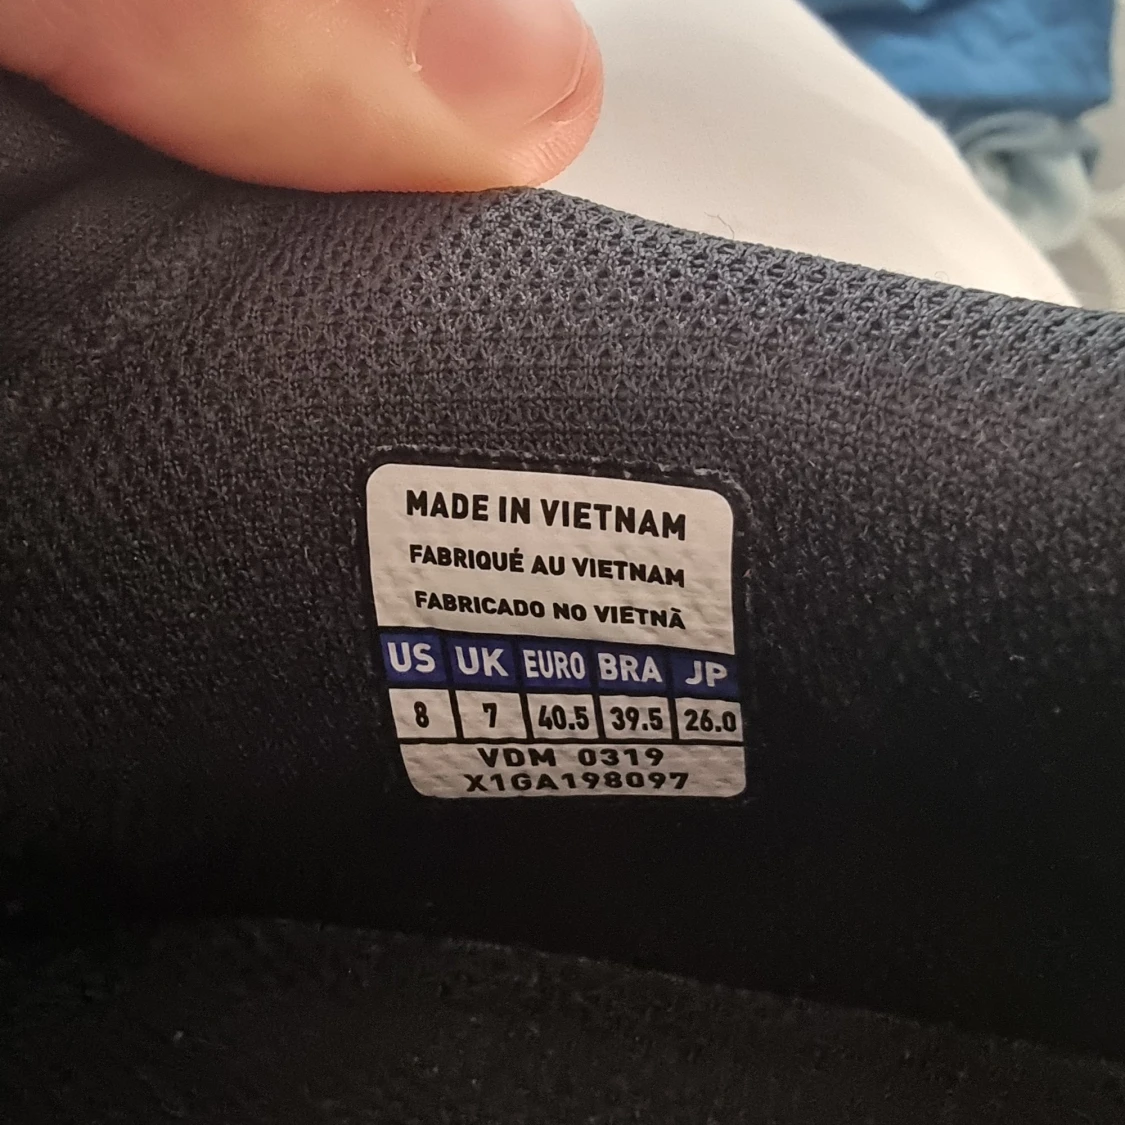 MADE IN VIETNAM
FABRIQUÉ AU VIETNAM
FABRICADO NO VIETNÃ
US UK EURO BRA JP
8 7 40.5 39.5 26.0
VDM 0319
X1GA198097